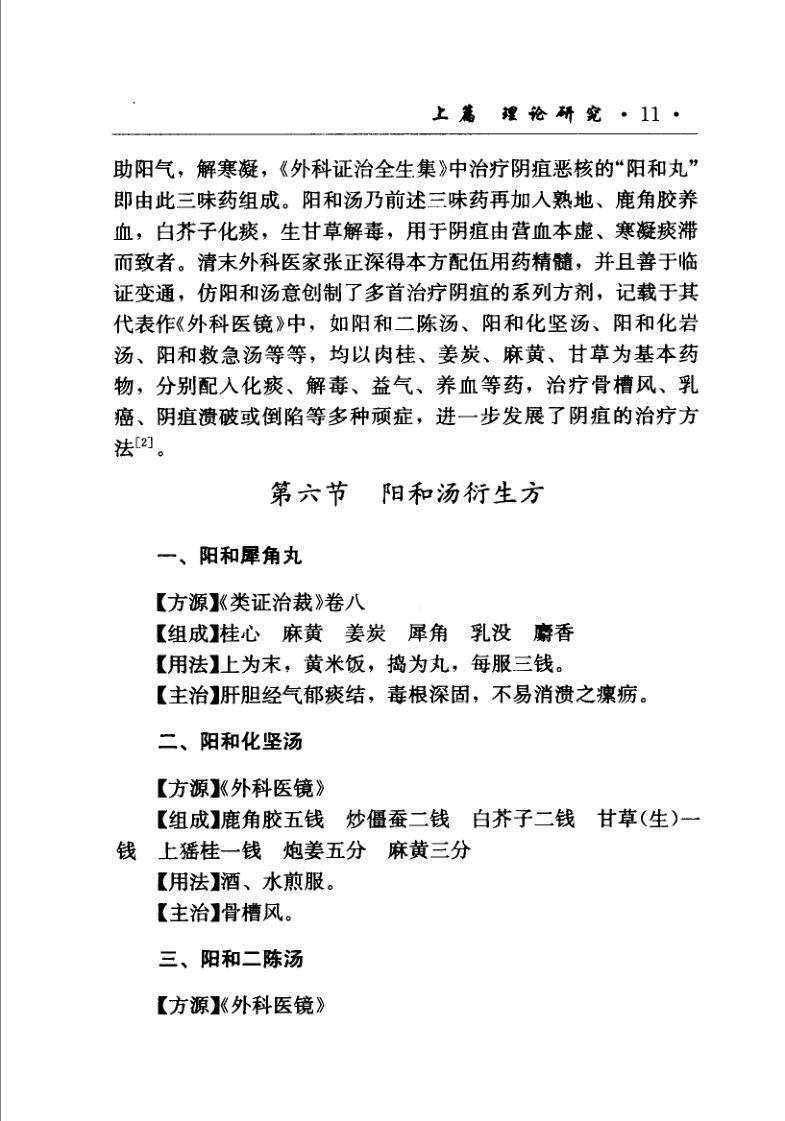 上篇 理论研究 · 11 ·
助阳气，解寒凝，《外科证治全生集》中治疗阴疽恶核的“阳和丸”
即由此三味药组成。阳和汤乃前述三味药再加入熟地、鹿角胶养
血，白芥子化痰，生甘草解毒，用于阴疽由营血本虚、寒凝痰滞
而致者。清末外科医家张正深得本方配伍用药精髓，并且善于临
证变通，仿阳和汤意创制了多首治疗阴疽的系列方剂，记载于其
代表作《外科医镜》中，如阳和二陈汤、阳和化坚汤、阳和化岩
汤、阳和救急汤等等，均以肉桂、姜炭、麻黄、甘草为基本药
物，分别配入化痰、解毒、益气、养血等药，治疗骨槽风、乳
癌、阴疽溃破或倒陷等多种顽症，进一步发展了阴疽的治疗方
法[2]。
第六节 阳和汤衍生方
一、阳和犀角丸
【方源】《类证治裁》卷八
【组成】桂心 麻黄 姜炭 犀角 乳没 麝香
【用法】上为末，黄米饭，捣为丸，每服三钱。
【主治】肝胆经气郁痰结，毒根深固，不易消溃之瘰疬。
二、阳和化坚汤
【方源】《外科医镜》
【组成】鹿角胶五钱 炒僵蚕二钱 白芥子二钱 甘草（生）一
钱 上猺桂一钱 炮姜五分 麻黄三分
【用法】酒、水煎服。
【主治】骨槽风。
三、阳和二陈汤
【方源】《外科医镜》